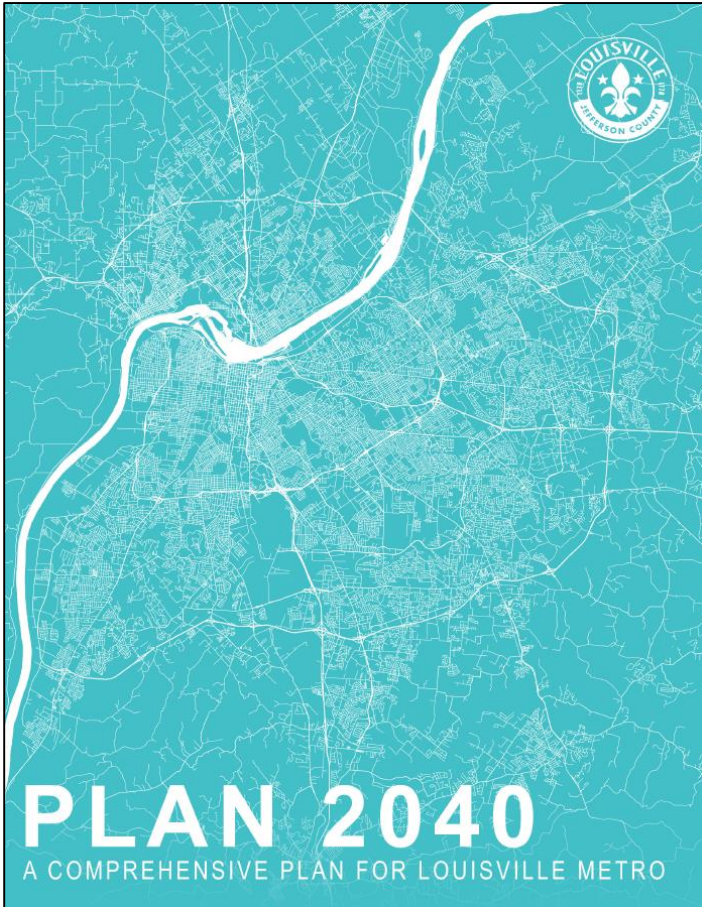 LOUISVILLE
JEFFERSON COUNTY
PLAN 2040
A COMPREHENSIVE PLAN FOR LOUISVILLE METRO